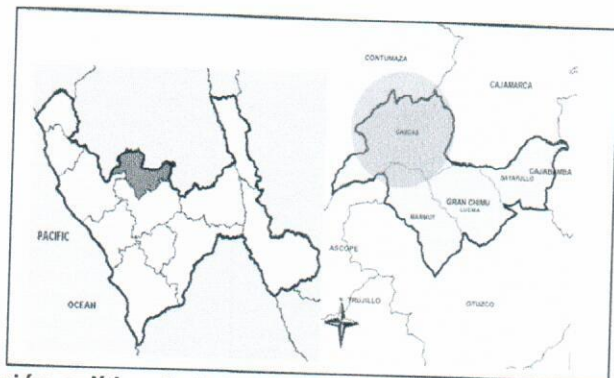 CONTUMAZA
CAJAMARCA
CASCAS
SAYAPULLO
CAJABAMBA
GRAN CHIMU
LUCMA
MARMOT
PACIFIC
ASCOPE
OCEAN
TRUJILLO
OTUZCO